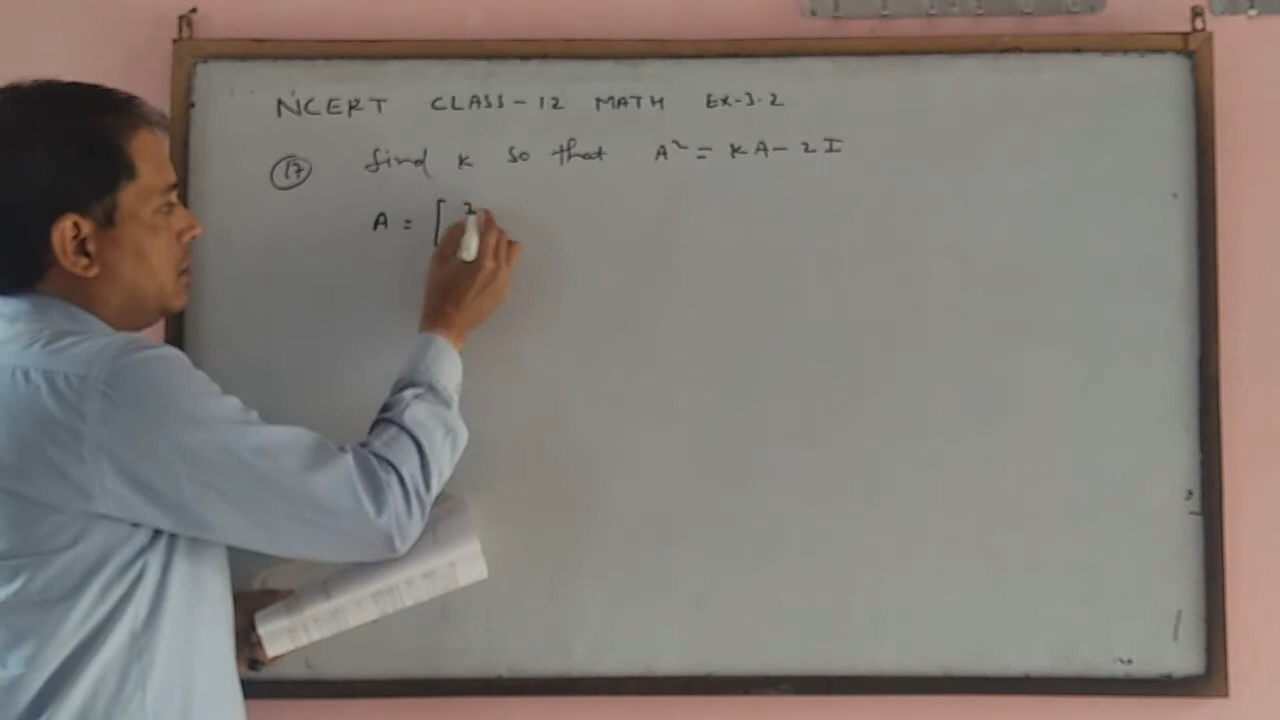 NCERT CLASS-12 MATH EX-3.2
17 find K so that A² = KA-2I
A = [